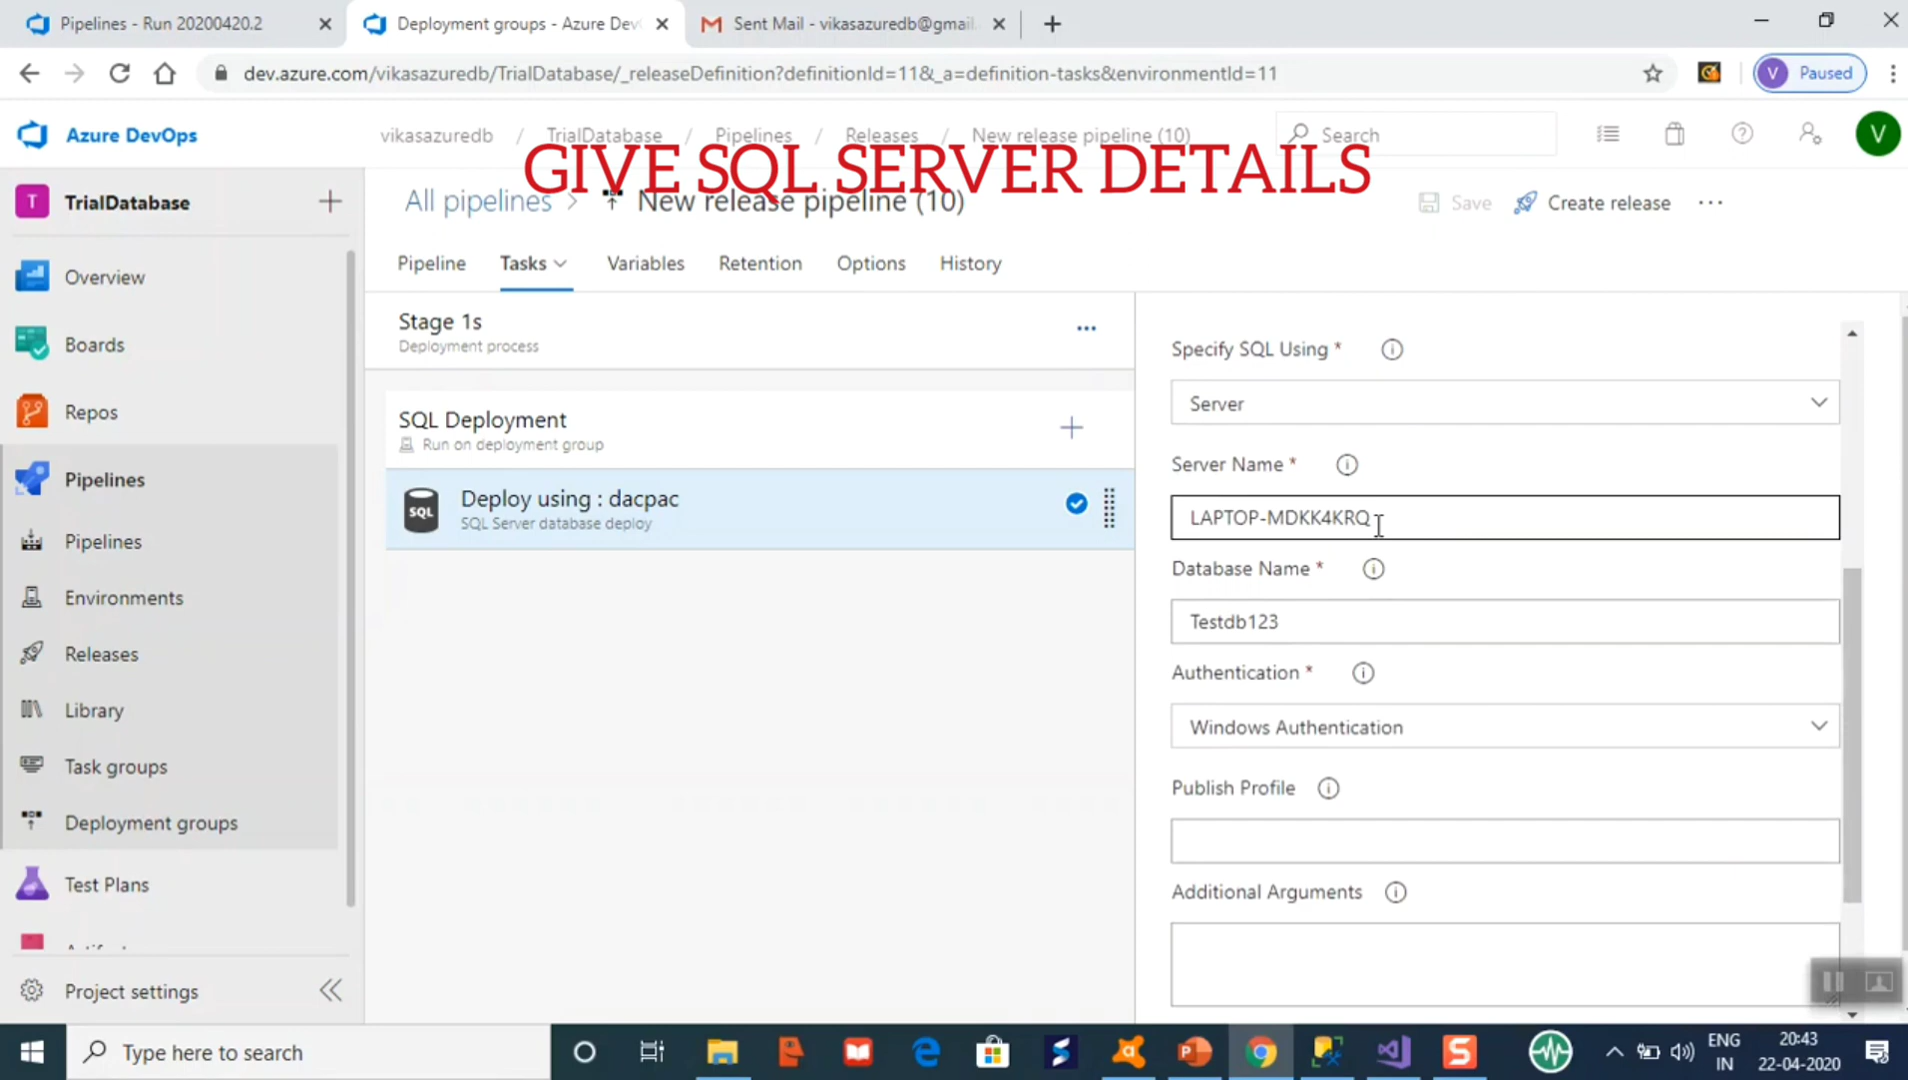 Pipelines - Run 20200420.2
Deployment groups - Azure Dev
Sent Mail - vikasazuredb@gmail.
dev.azure.com/vikasazuredb/TrialDatabase/_releaseDefinition?definitionId=11&_a=definition-tasks&environmentId=11
V Paused
Azure DevOps
vikasazuredb / TrialDatabase / Pipelines / Releases / New release pipeline (10)
Search
V
GIVE SQL SERVER DETAILS
T TrialDatabase
All pipelines > New release pipeline (10)
Save
Create release
Overview
Boards
Repos
Pipelines
Pipelines
Environments
Releases
Library
Task groups
Deployment groups
Test Plans
Project settings
Pipeline
Tasks
Variables
Retention
Options
History
Stage 1s
Deployment process
SQL Deployment
Run on deployment group
SQL
Deploy using : dacpac
SQL Server database deploy
Specify SQL Using *
Server
Server Name *
LAPTOP-MDKK4KRQ
Database Name *
Testdb123
Authentication *
Windows Authentication
Publish Profile
Additional Arguments
Type here to search
ENG
IN
20:43
22-04-2020